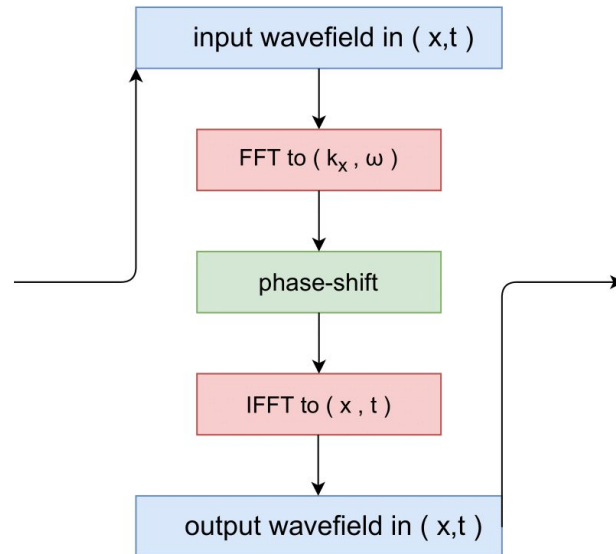 input wavefield in ( x,t )
FFT to ( kₓ , ω )
phase-shift
IFFT to ( x , t )
output wavefield in ( x,t )